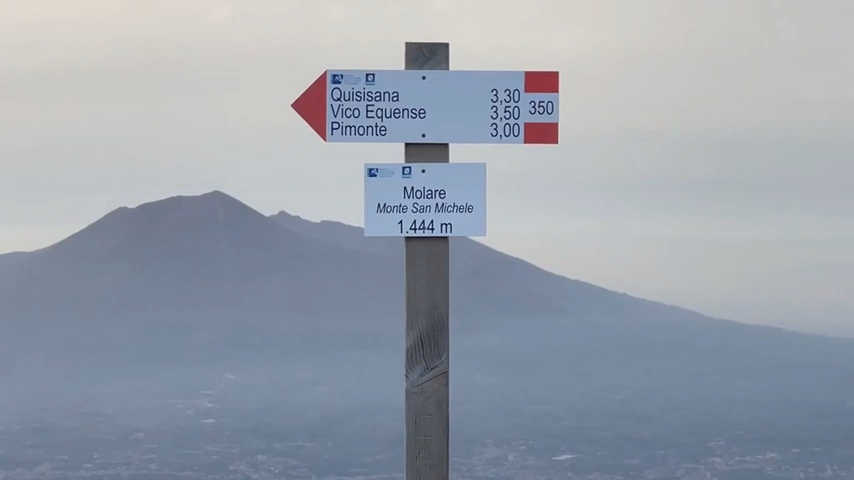 Quisisana 3,30
Vico Equense 3,50
Pimonte 3,00
350
Molare
Monte San Michele
1.444 m